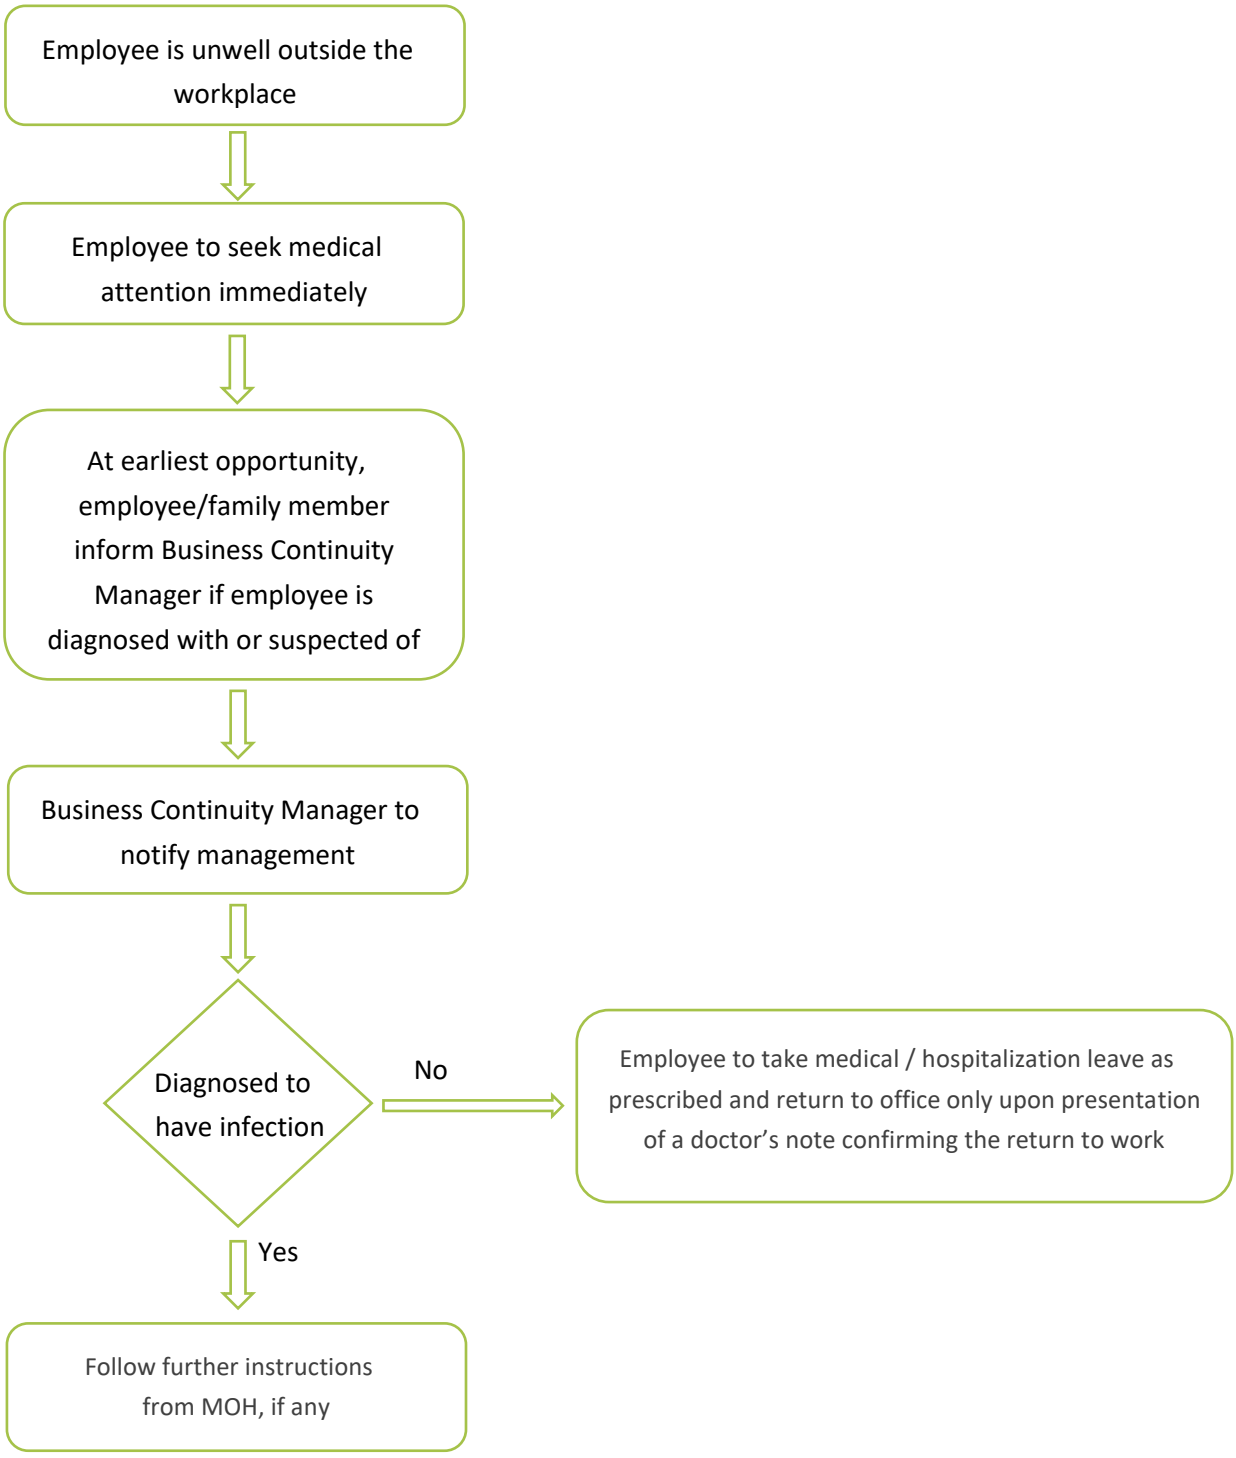 Employee is unwell outside the
workplace
Employee to seek medical
attention immediately
At earliest opportunity,
employee/family member
inform Business Continuity
Manager if employee is
diagnosed with or suspected of
Business Continuity Manager to
notify management
Diagnosed to
have infection
No
Employee to take medical / hospitalization leave as
prescribed and return to office only upon presentation
of a doctor’s note confirming the return to work
Yes
Follow further instructions
from MOH, if any